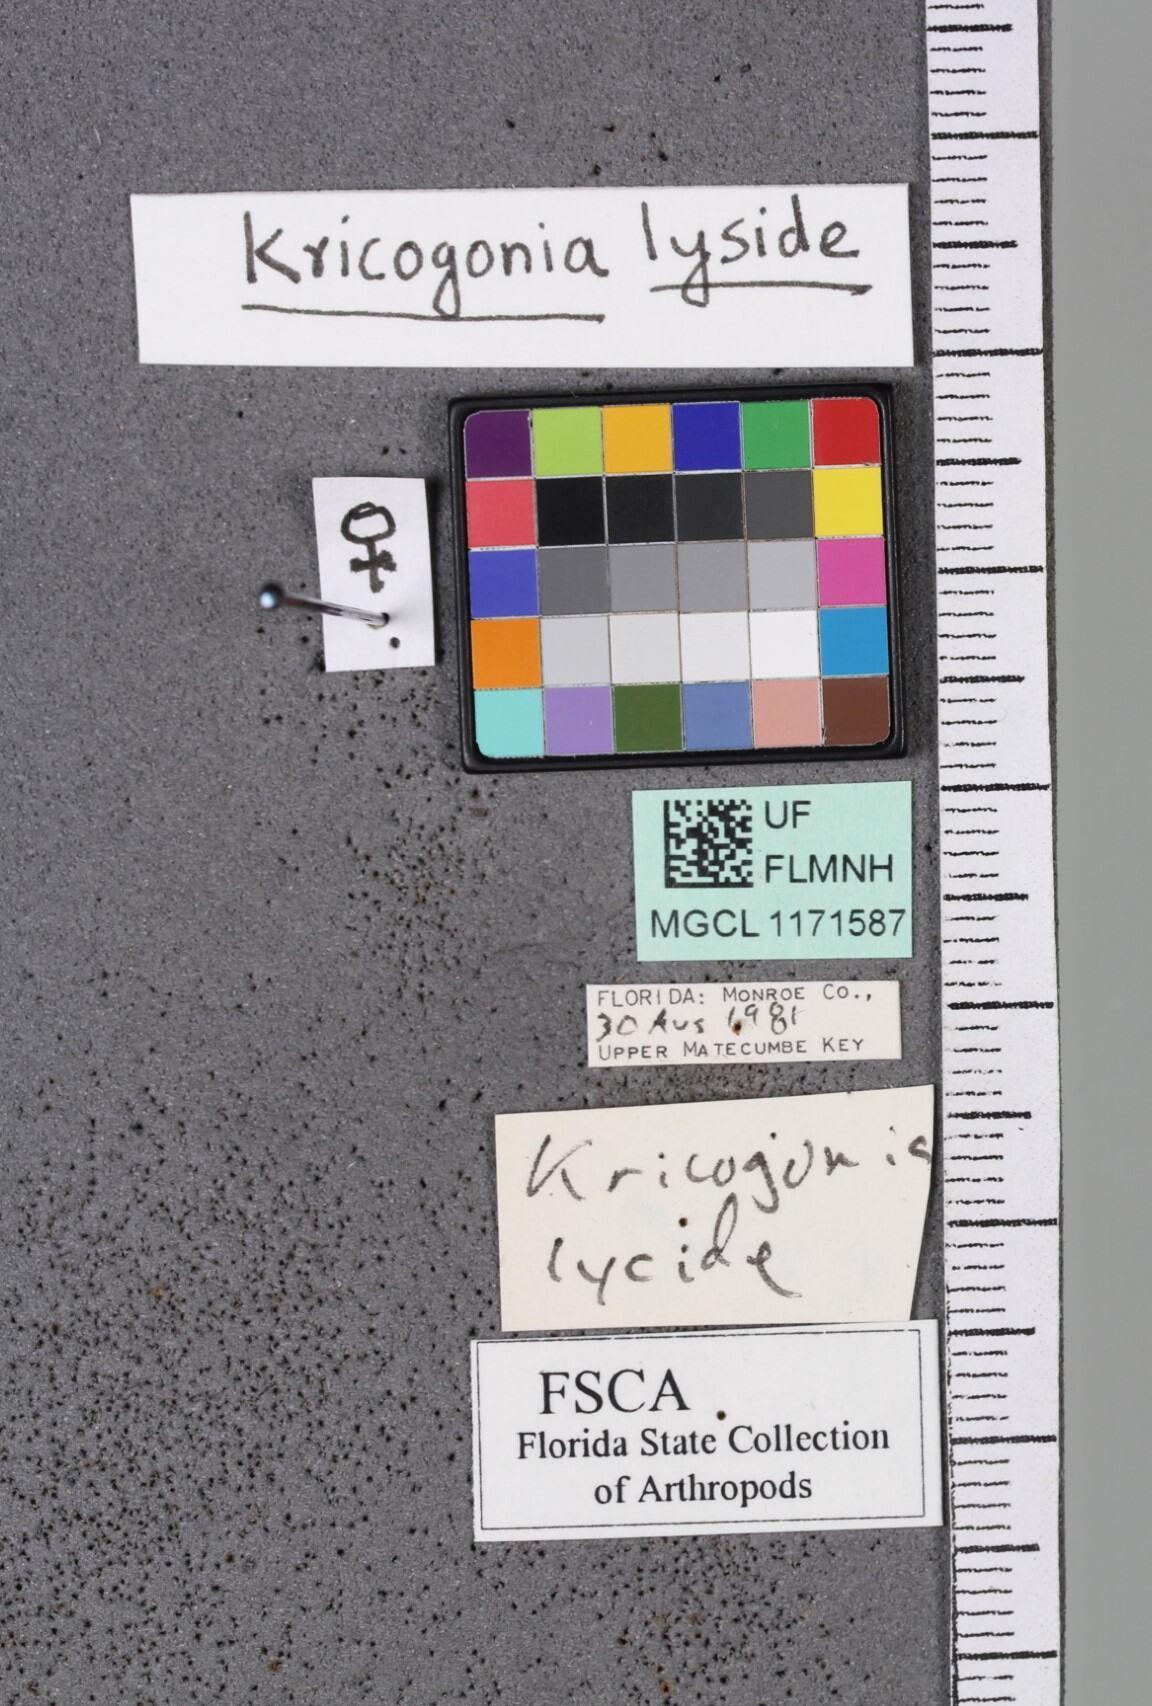 Kricogonia lyside
♀
UF
FLMNH
MGCL 1171587
FLORIDA: MONROE CO.,
30 Aug 1981
UPPER MATECUMBE KEY
Kricogonia
lycide
FSCA
Florida State Collection
of Arthropods